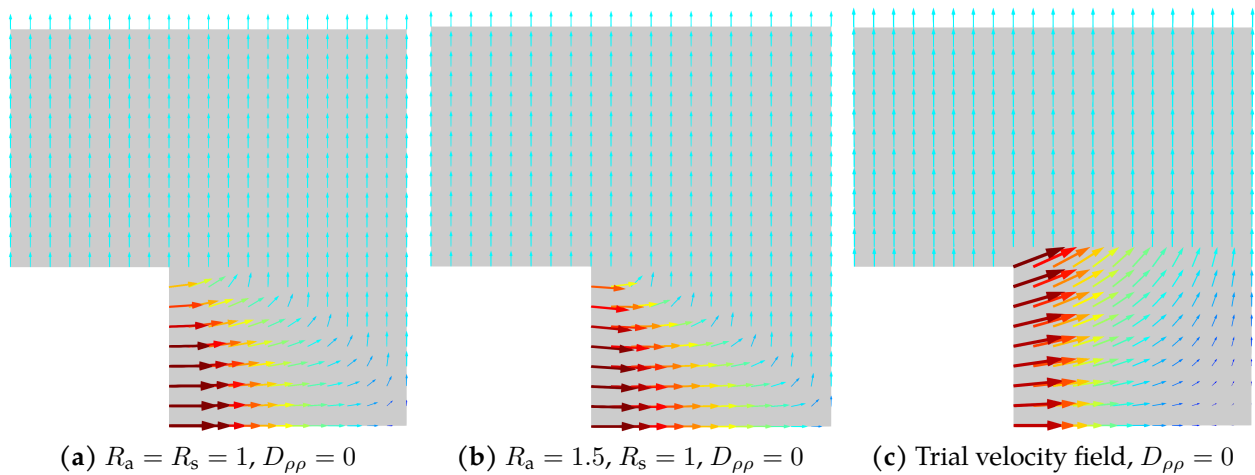 (a) Rₐ = Rₛ = 1, D_ρρ = 0
(b) Rₐ = 1.5, Rₛ = 1, D_ρρ = 0
(c) Trial velocity field, D_ρρ = 0